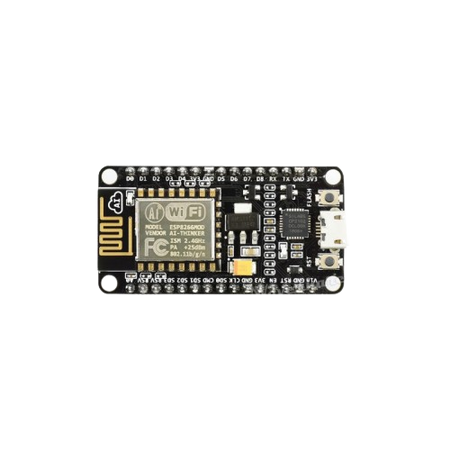 D0 D1 D2 D3 D4 3V3 GND D5 D6 D7 D8 RX TX GND 3V3
FLASH
AI
Ai WiFi
MODEL ESP8266MOD
VENDOR AI-THINKER
FC ISM 2.4GHz
PA +25dBm
802.11b/g/n
RST
A0 RSV RSV SD3 SD2 SD1 CMD SD0 CLK GND 3V3 EN RST GND Vin